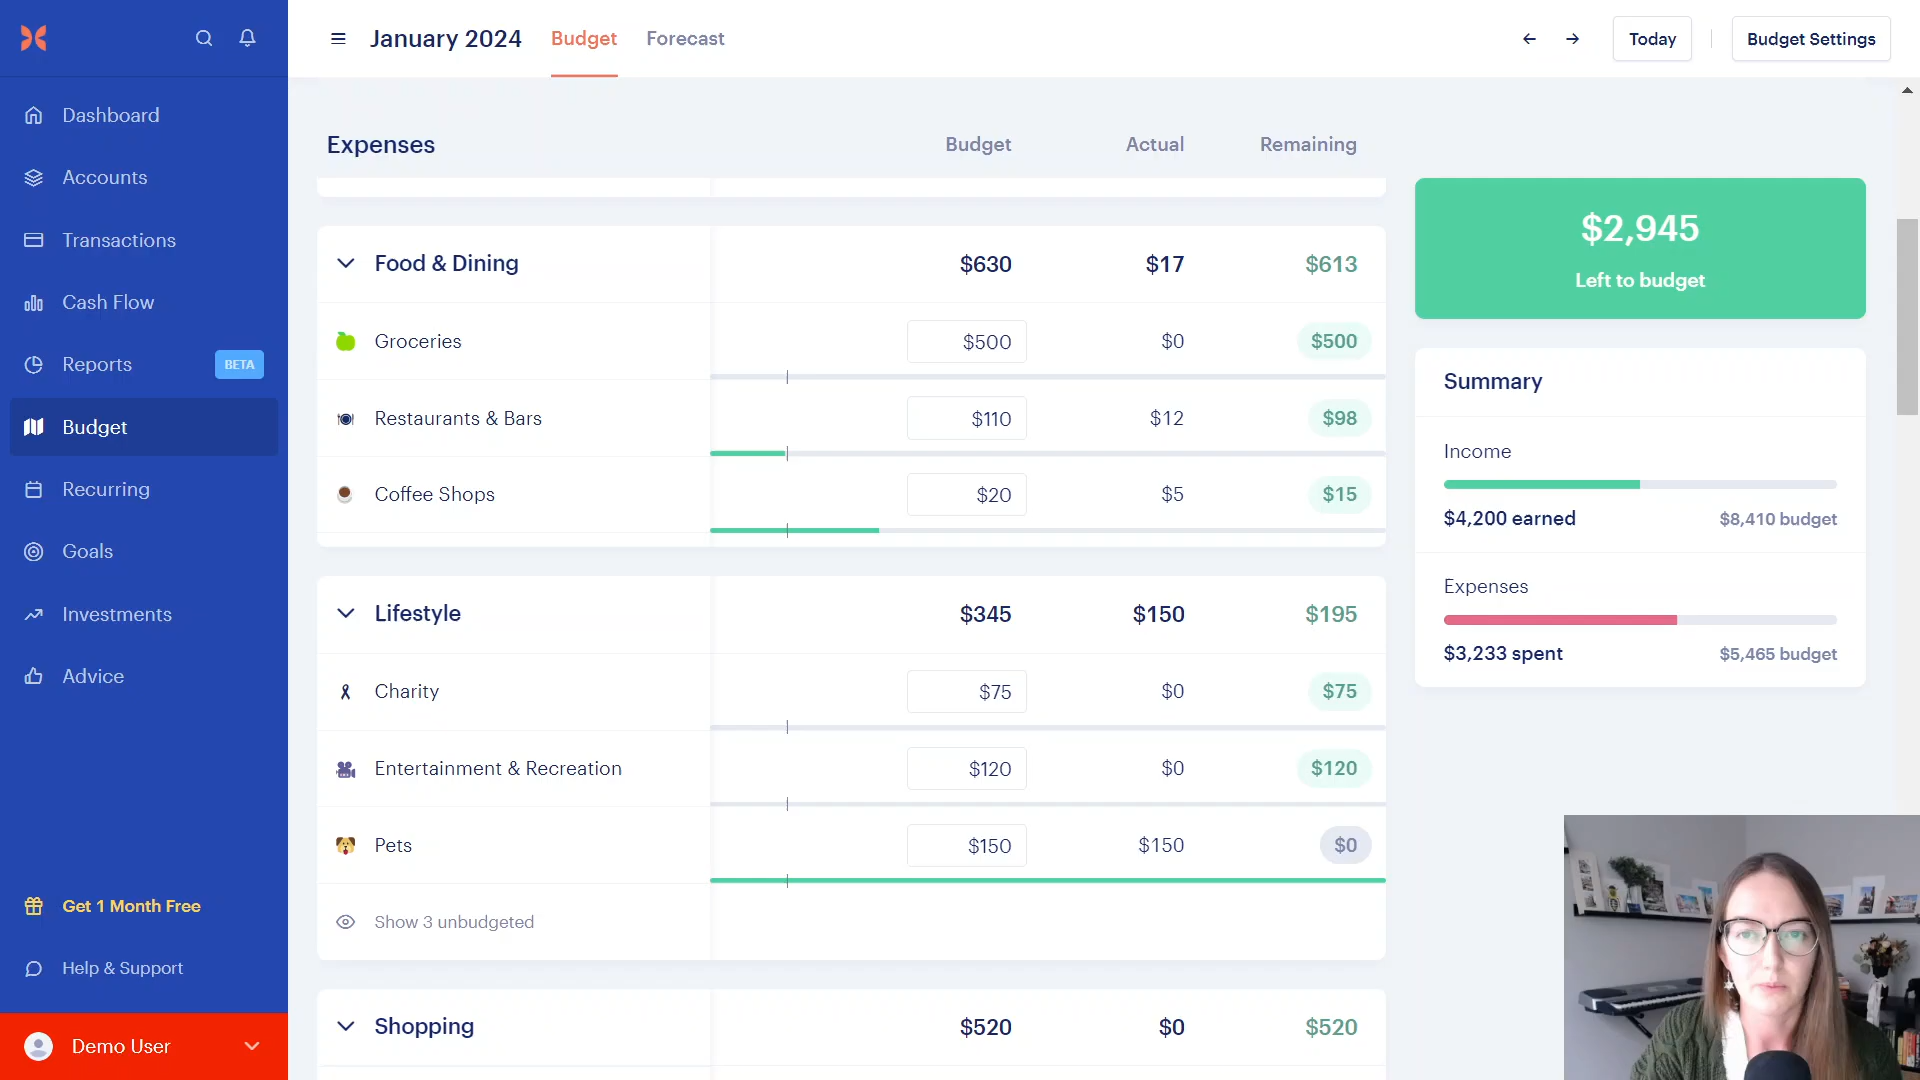 January 2024
Budget
Forecast
Today
Budget Settings
Dashboard
Accounts
Transactions
Cash Flow
Reports
BETA
Budget
Recurring
Goals
Investments
Advice
Get 1 Month Free
Help & Support
Demo User
Expenses Budget Actual Remaining
Food & Dining $630 $17 $613
Groceries $500 $0 $500
Restaurants & Bars $110 $12 $98
Coffee Shops $20 $5 $15
Lifestyle $345 $150 $195
Charity $75 $0 $75
Entertainment & Recreation $120 $0 $120
Pets $150 $150 $0
Show 3 unbudgeted
Shopping $520 $0 $520
$2,945
Left to budget
Summary
Income
$4,200 earned $8,410 budget
Expenses
$3,233 spent $5,465 budget